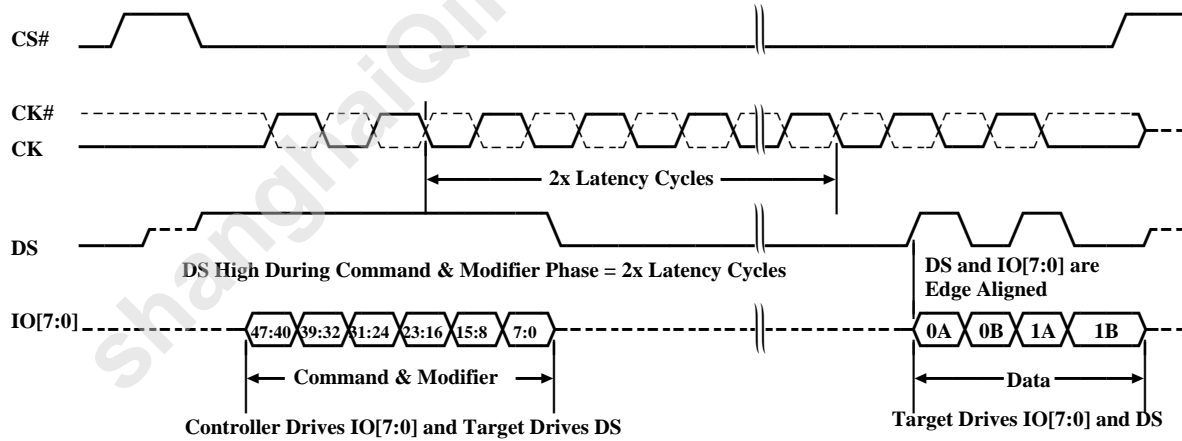 shanghaiQin
CS#
CK#
CK
2x Latency Cycles
DS
DS High During Command & Modifier Phase = 2x Latency Cycles
DS and IO[7:0] are
Edge Aligned
IO[7:0]
47:40 39:32 31:24 23:16 15:8 7:0
0A 0B 1A 1B
Command & Modifier
Data
Controller Drives IO[7:0] and Target Drives DS
Target Drives IO[7:0] and DS